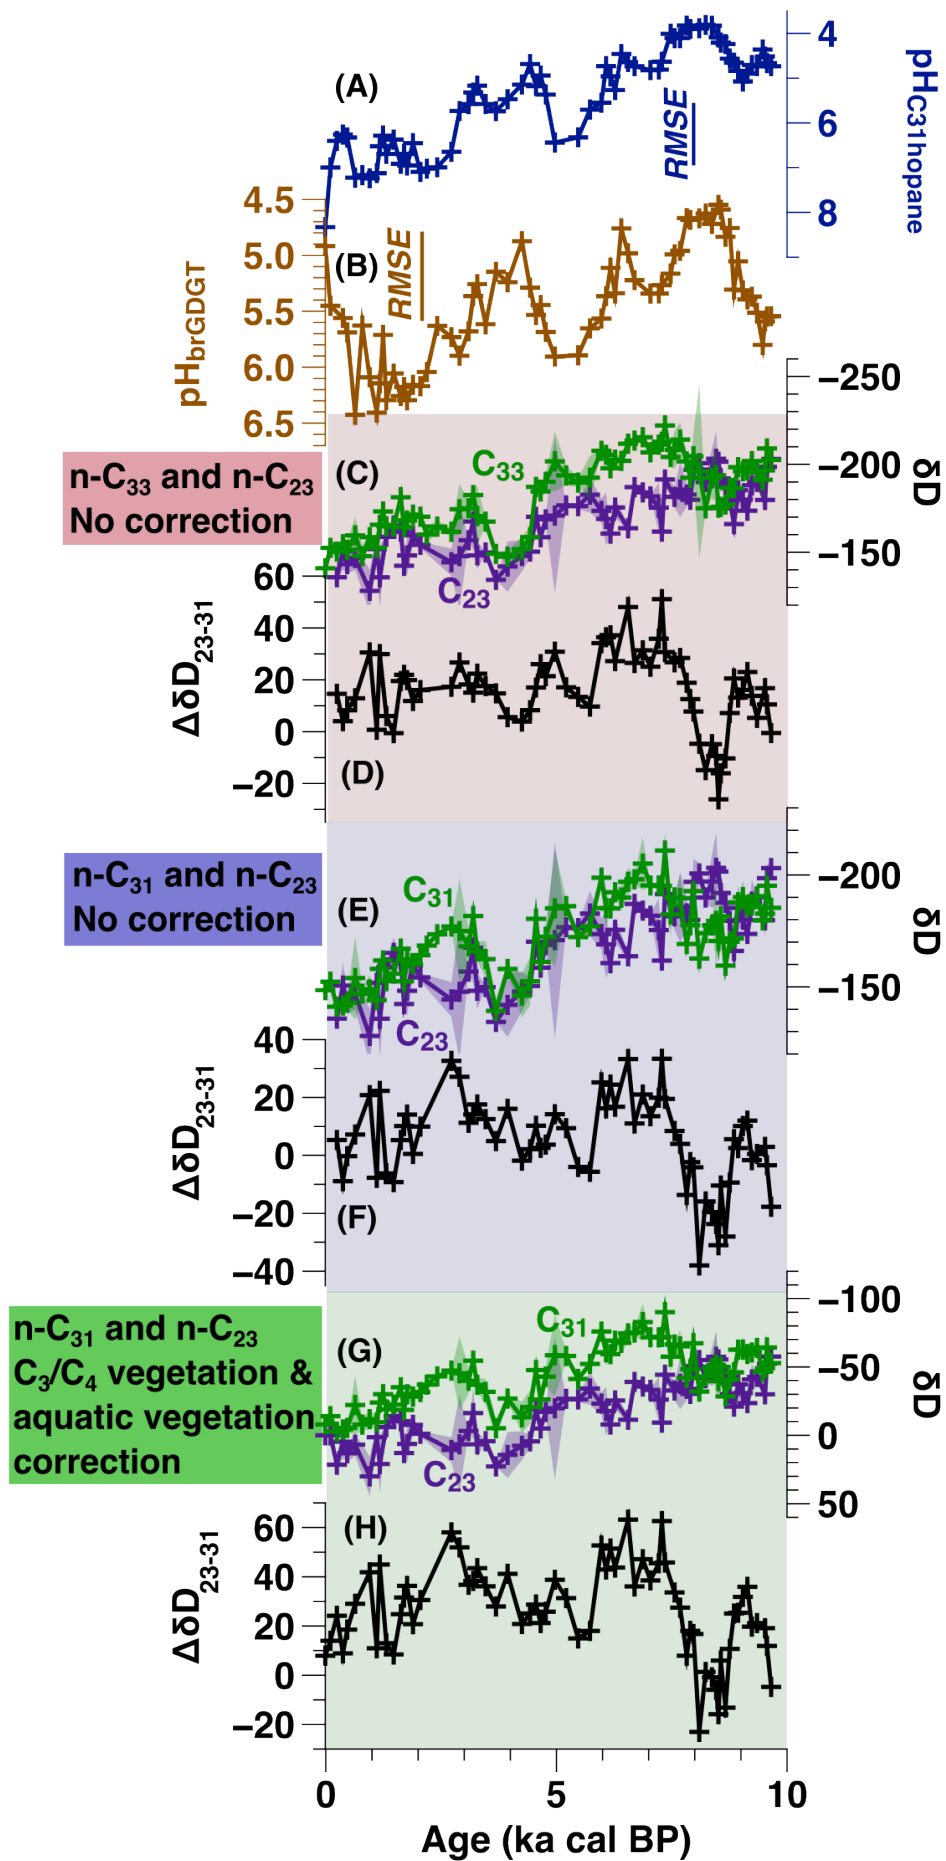 (A)
4
6
8
pH_C31hopane
RMSE
4.5
5.0
5.5
6.0
6.5
pH_brGDGT
(B)
RMSE
−250
−200
−150
δD
n-C₃₃ and n-C₂₃
No correction
(C)
C₃₃
C₂₃
60
40
20
0
−20
ΔδD₂₃₋₃₁
(D)
n-C₃₁ and n-C₂₃
No correction
(E)
C₃₁
C₂₃
−200
−150
δD
40
20
0
−20
−40
ΔδD₂₃₋₃₁
(F)
n-C₃₁ and n-C₂₃
C₃/C₄ vegetation &
aquatic vegetation
correction
(G)
C₃₁
C₂₃
−100
−50
0
50
δD
60
40
20
0
−20
ΔδD₂₃₋₃₁
(H)
0 5 10
Age (ka cal BP)